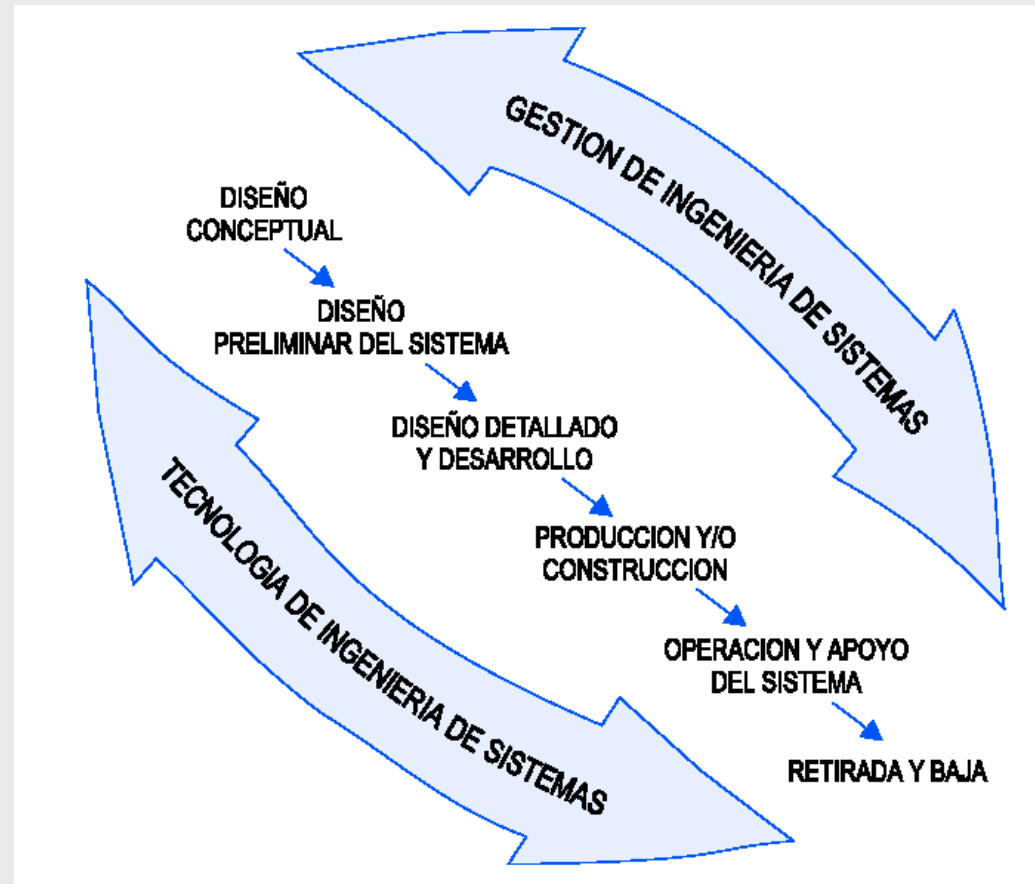 GESTION DE INGENIERIA DE SISTEMAS
DISEÑO
CONCEPTUAL
DISEÑO
PRELIMINAR DEL SISTEMA
DISEÑO DETALLADO
Y DESARROLLO
PRODUCCION Y/O
CONSTRUCCION
OPERACION Y APOYO
DEL SISTEMA
RETIRADA Y BAJA
TECNOLOGIA DE INGENIERIA DE SISTEMAS